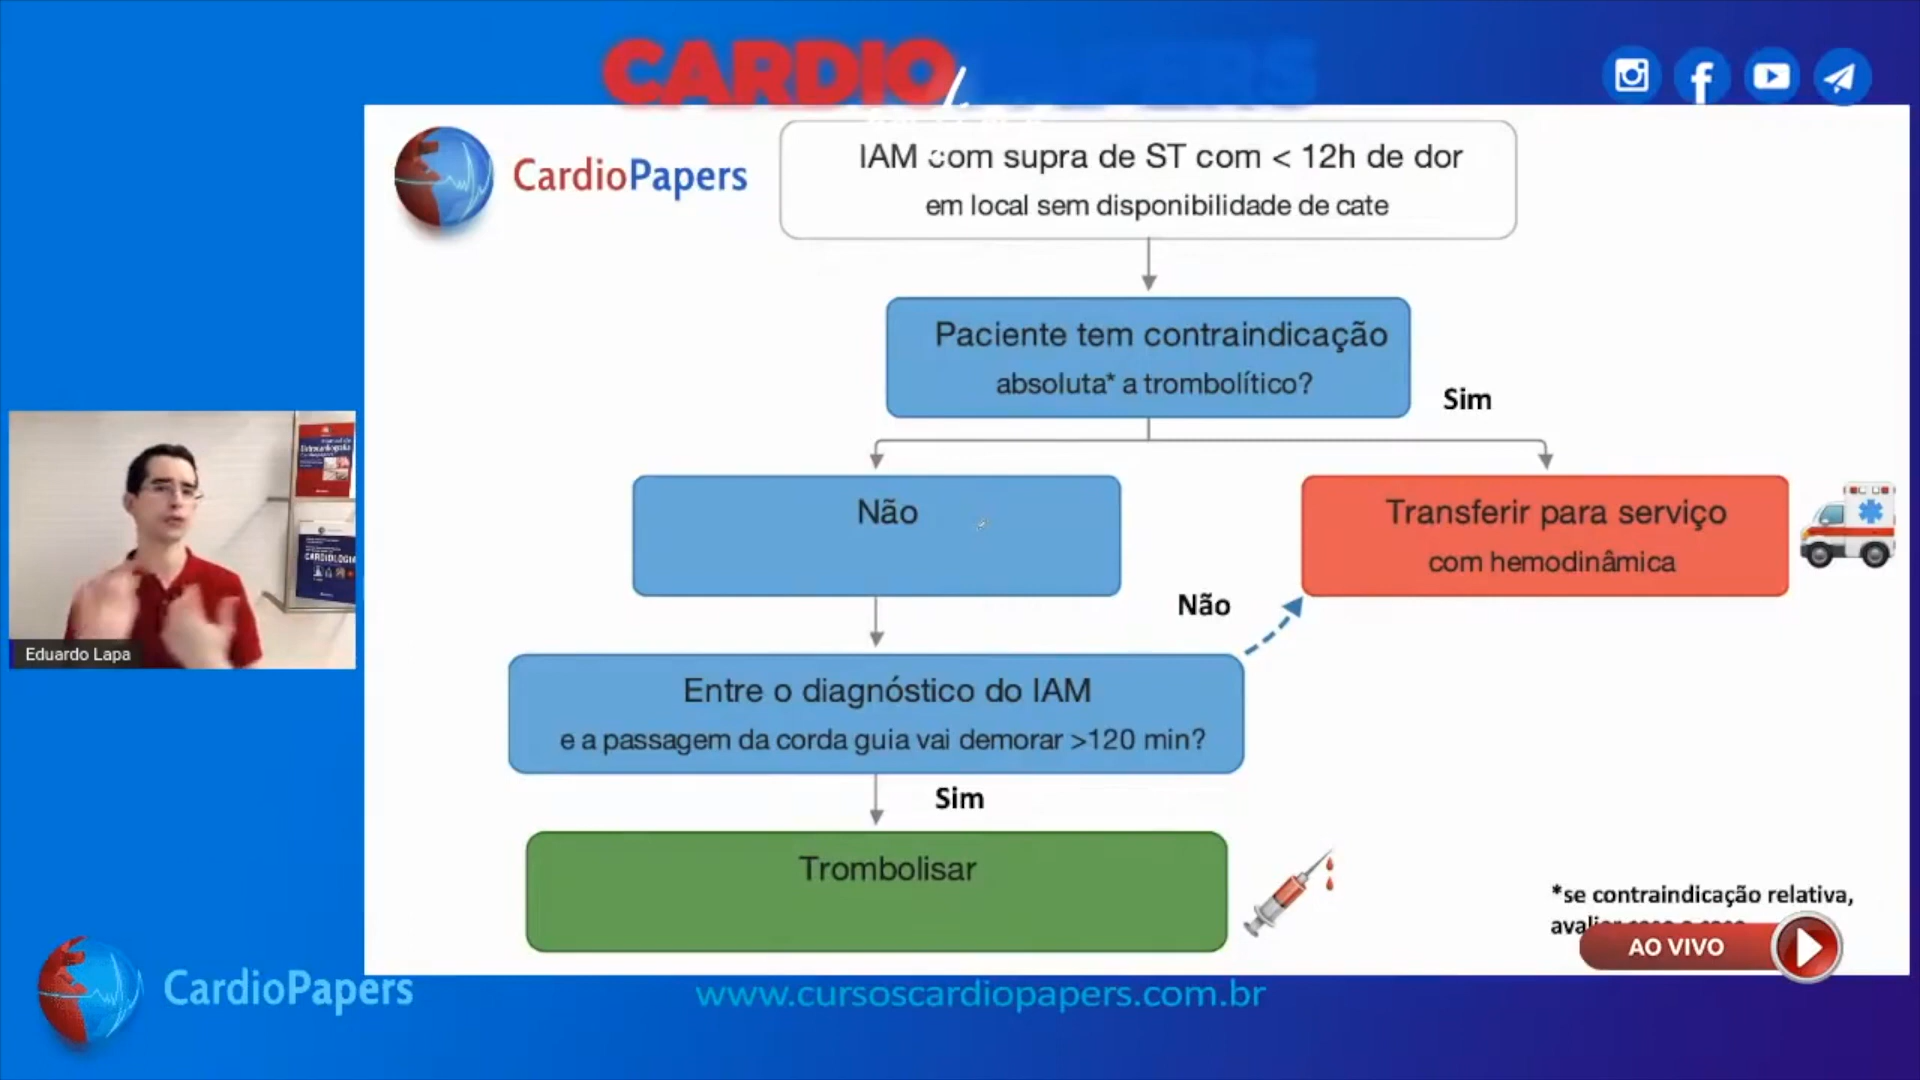 CARDIOPAPERS
CardioPapers
IAM com supra de ST com < 12h de dor
em local sem disponibilidade de cate
Paciente tem contraindicação
absoluta* a trombolítico?
Sim
Não
Transferir para serviço
com hemodinâmica
Não
Entre o diagnóstico do IAM
e a passagem da corda guia vai demorar >120 min?
Sim
Trombolisar
*se contraindicação relativa,
AO VIVO
CARDIOLOGIA
Eduardo Lapa
CardioPapers
www.cursoscardiopapers.com.br